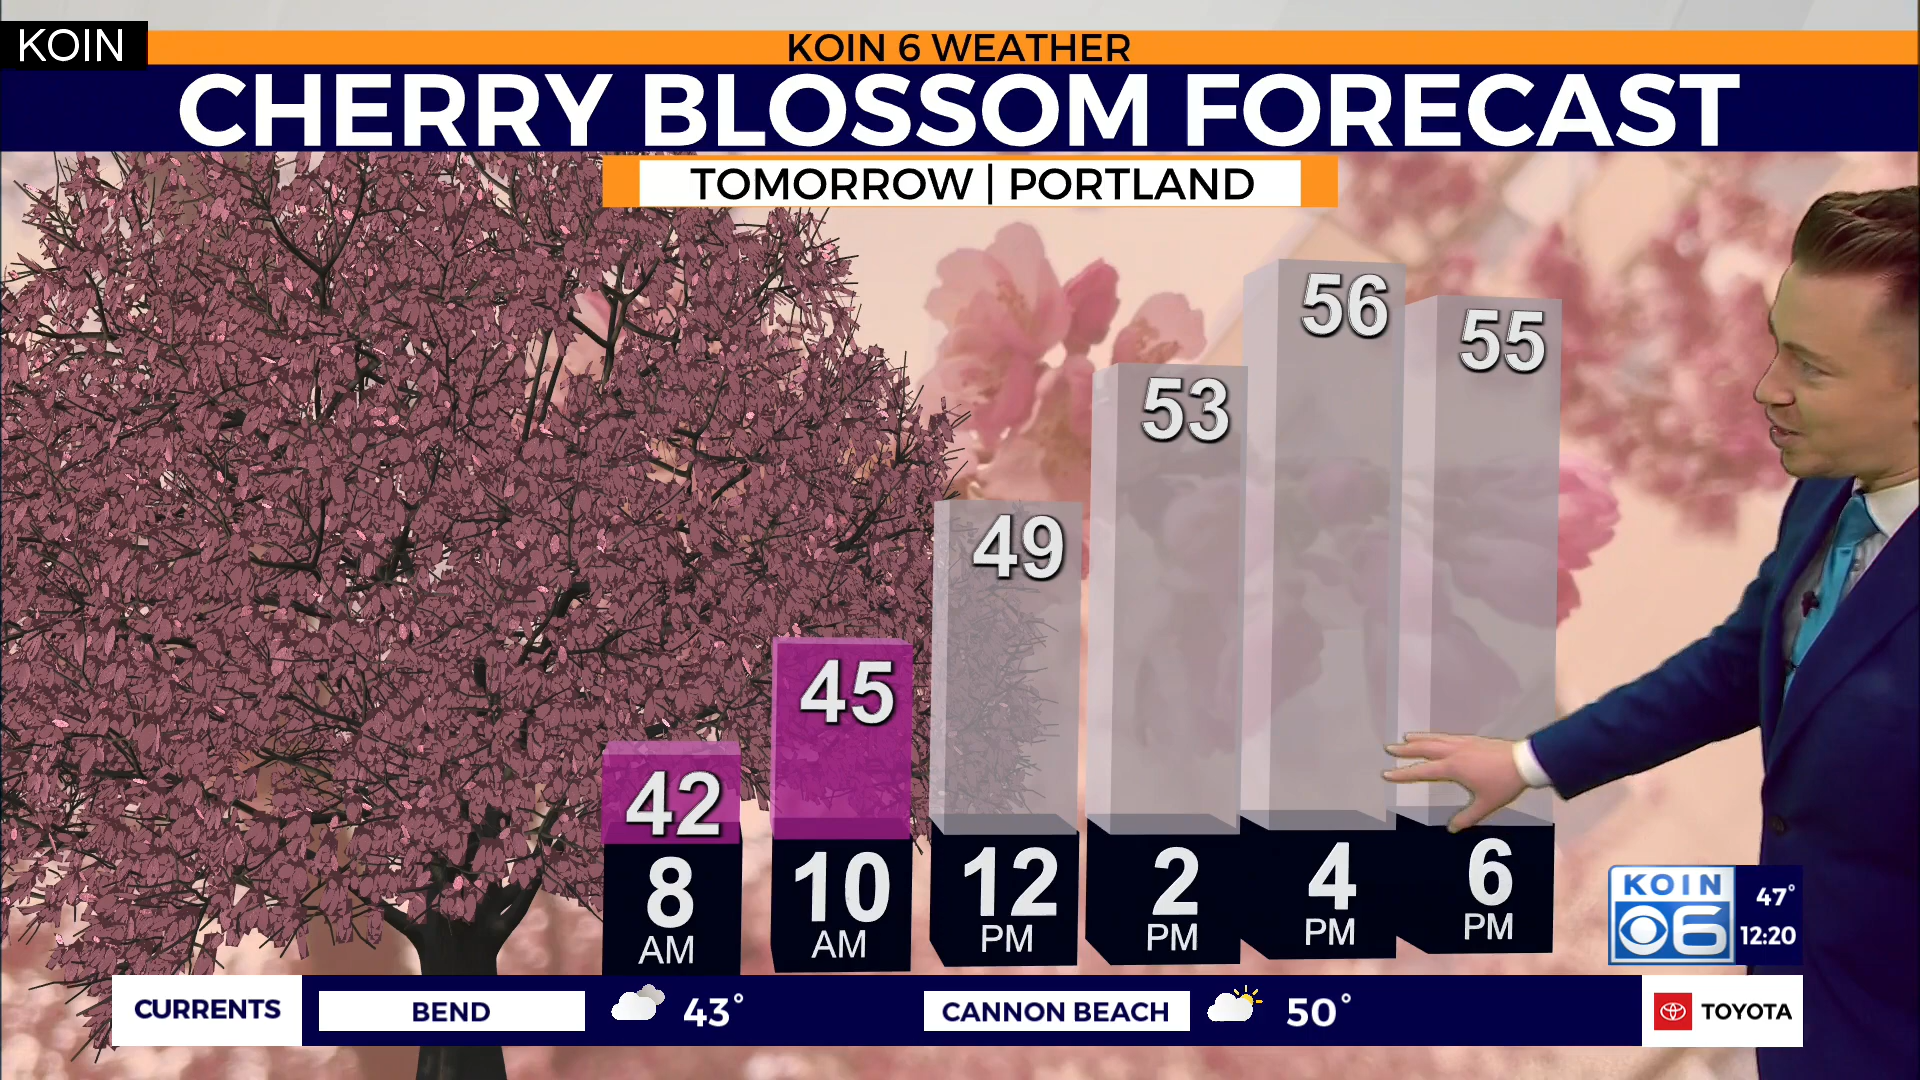 KOIN
KOIN 6 WEATHER
CHERRY BLOSSOM FORECAST
TOMORROW | PORTLAND
42
45
49
53
56
55
8
AM
10
AM
12
PM
2
PM
4
PM
6
PM
KOIN
6
47°
12:20
CURRENTS
BEND
43°
CANNON BEACH
50°
TOYOTA